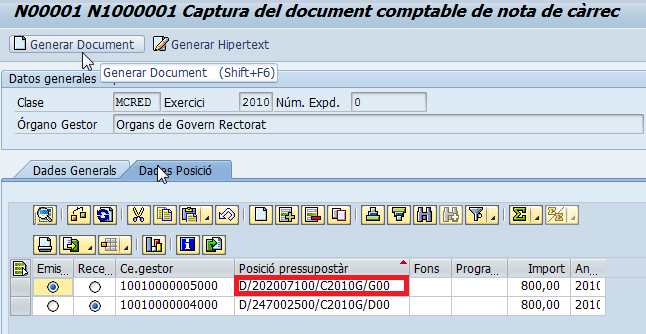 N00001 N1000001 Captura del document comptable de nota de càrrec
Generar Document Generar Hipertext
Generar Document (Shift+F6)
Datos generales
Clase MCRED Exercici 2010 Núm. Expd. 0
Órgano Gestor Organs de Govern Rectorat
Dades Generals Dades Posició
Emis... Rece... Ce.gestor Posició pressupostàr Fons Progra... Import An...
10010000005000 D/202007100/C2010G/G00 800,00 2010
10010000004000 D/247002500/C2010G/D00 800,00 2010